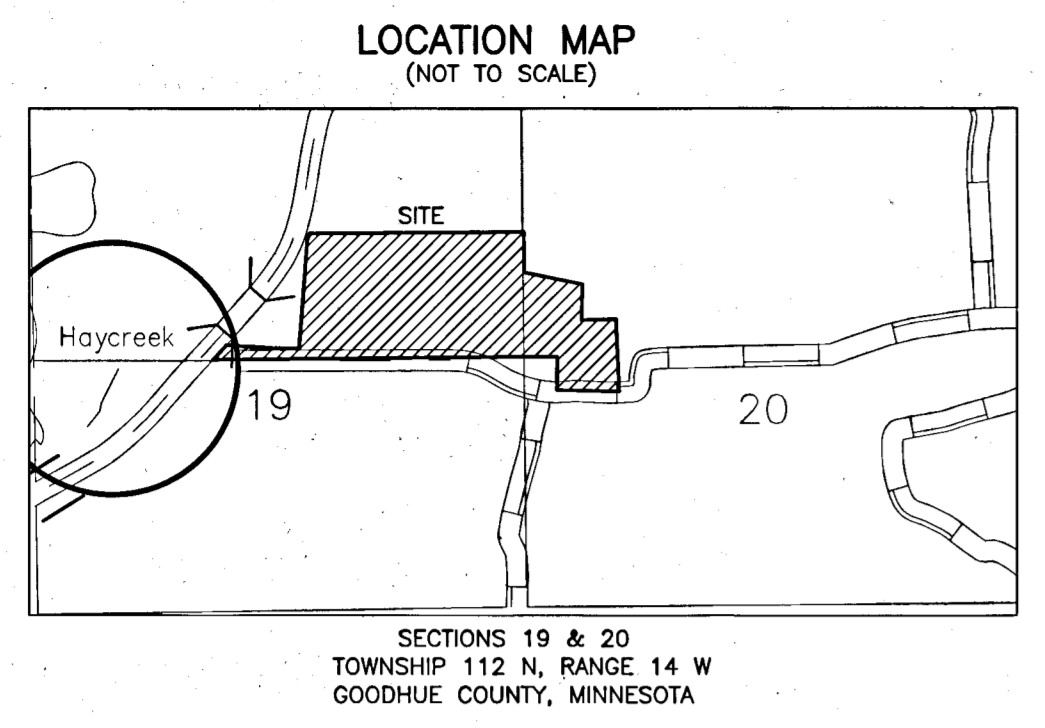 LOCATION MAP
(NOT TO SCALE)
SITE
Haycreek
19
20
SECTIONS 19 & 20
TOWNSHIP 112 N, RANGE 14 W
GOODHUE COUNTY, MINNESOTA